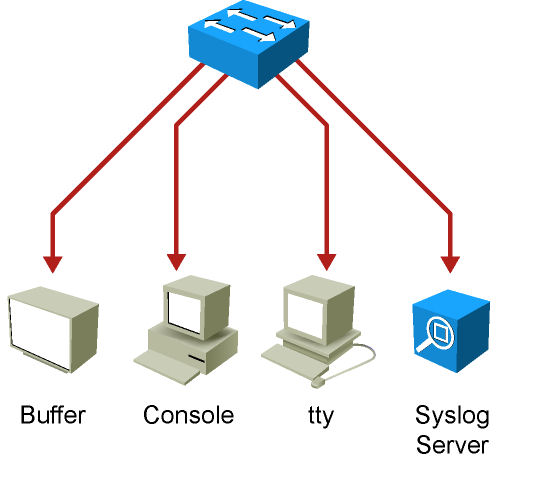 Buffer
Console
tty
Syslog
Server